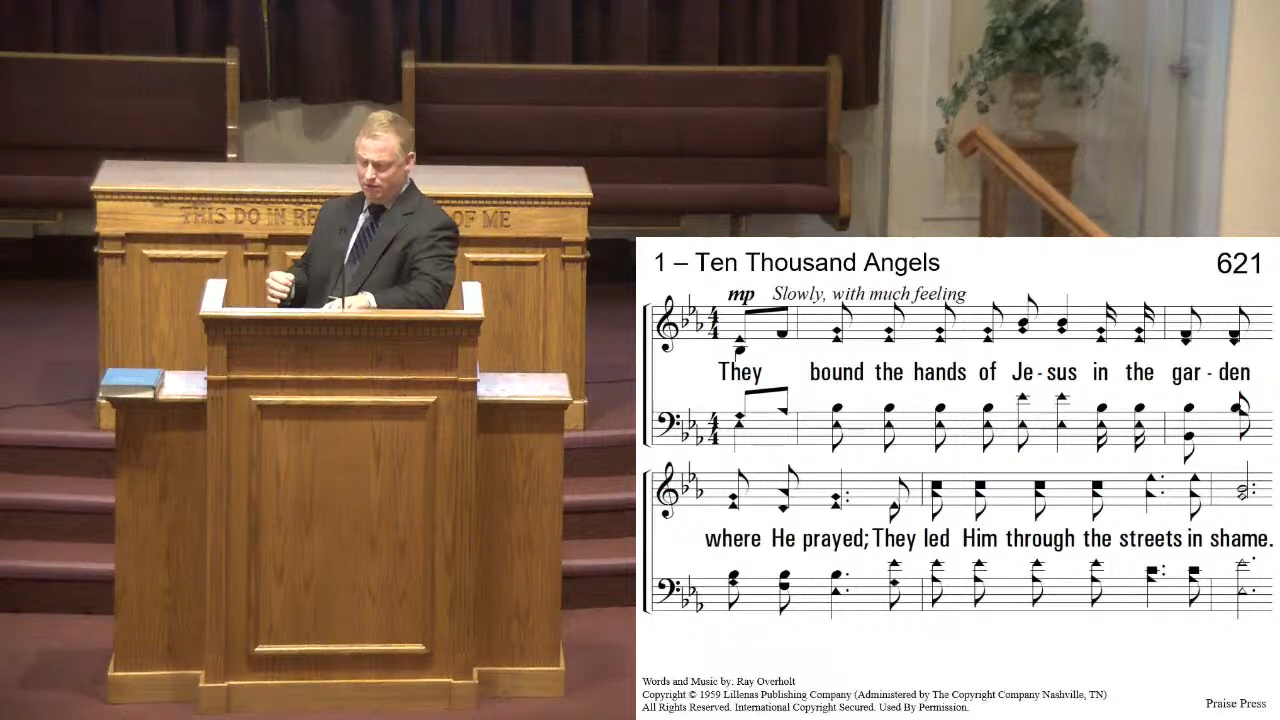 THIS DO IN RE OF ME
1 – Ten Thousand Angels 621
mp Slowly, with much feeling
They bound the hands of Je - sus in the gar - den
where He prayed; They led Him through the streets in shame.
Words and Music by: Ray Overholt
Copyright © 1959 Lillenas Publishing Company (Administered by The Copyright Company Nashville, TN)
All Rights Reserved. International Copyright Secured. Used By Permission.
Praise Press